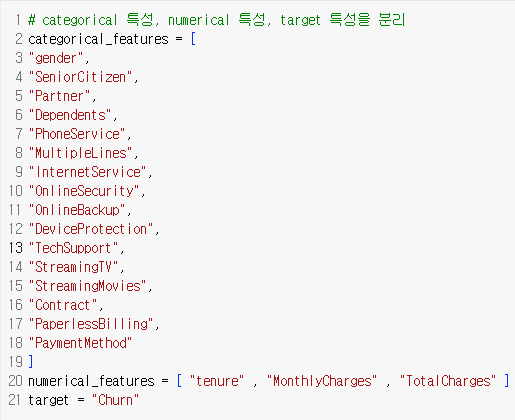 1 # categorical 특성, numerical 특성, target 특성을 분리
2 categorical_features = [
3 "gender",
4 "SeniorCitizen",
5 "Partner",
6 "Dependents",
7 "PhoneService",
8 "MultipleLines",
9 "InternetService",
10 "OnlineSecurity",
11 "OnlineBackup",
12 "DeviceProtection",
13 "TechSupport",
14 "StreamingTV",
15 "StreamingMovies",
16 "Contract",
17 "PaperlessBilling",
18 "PaymentMethod"
19 ]
20 numerical_features = [ "tenure" , "MonthlyCharges" , "TotalCharges" ]
21 target = "Churn"